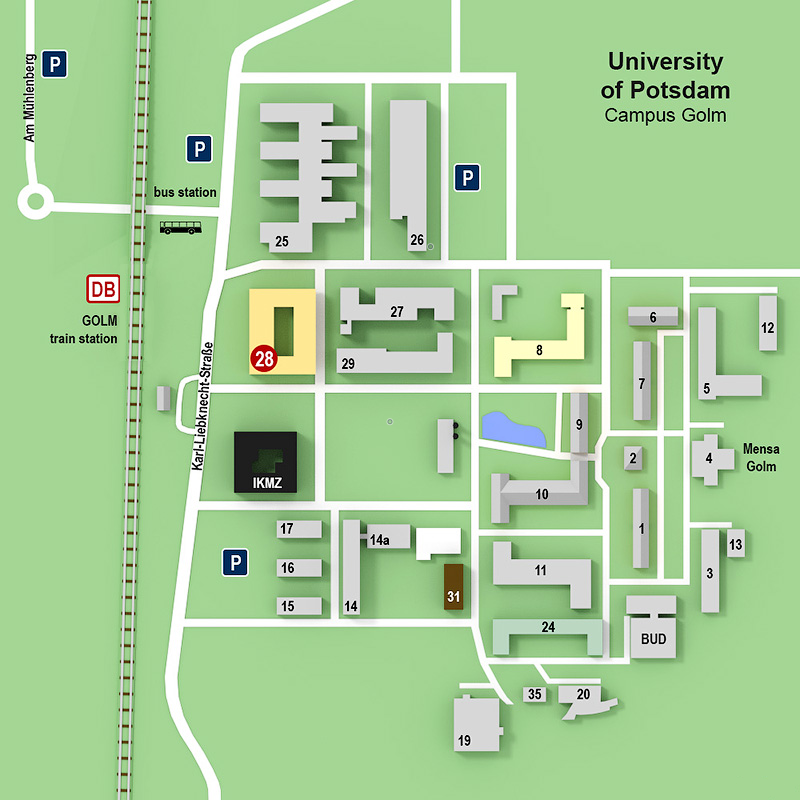 University
of Potsdam
Campus Golm
Am Mühlenberg
P
P
P
bus station
DB
GOLM
train station
Karl-Liebknecht-Straße
25
26
27
28
29
8
6
7
5
12
9
2
4
Mensa
Golm
IKMZ
10
1
17
16
15
P
14a
14
31
11
24
3
13
BUD
35
20
19